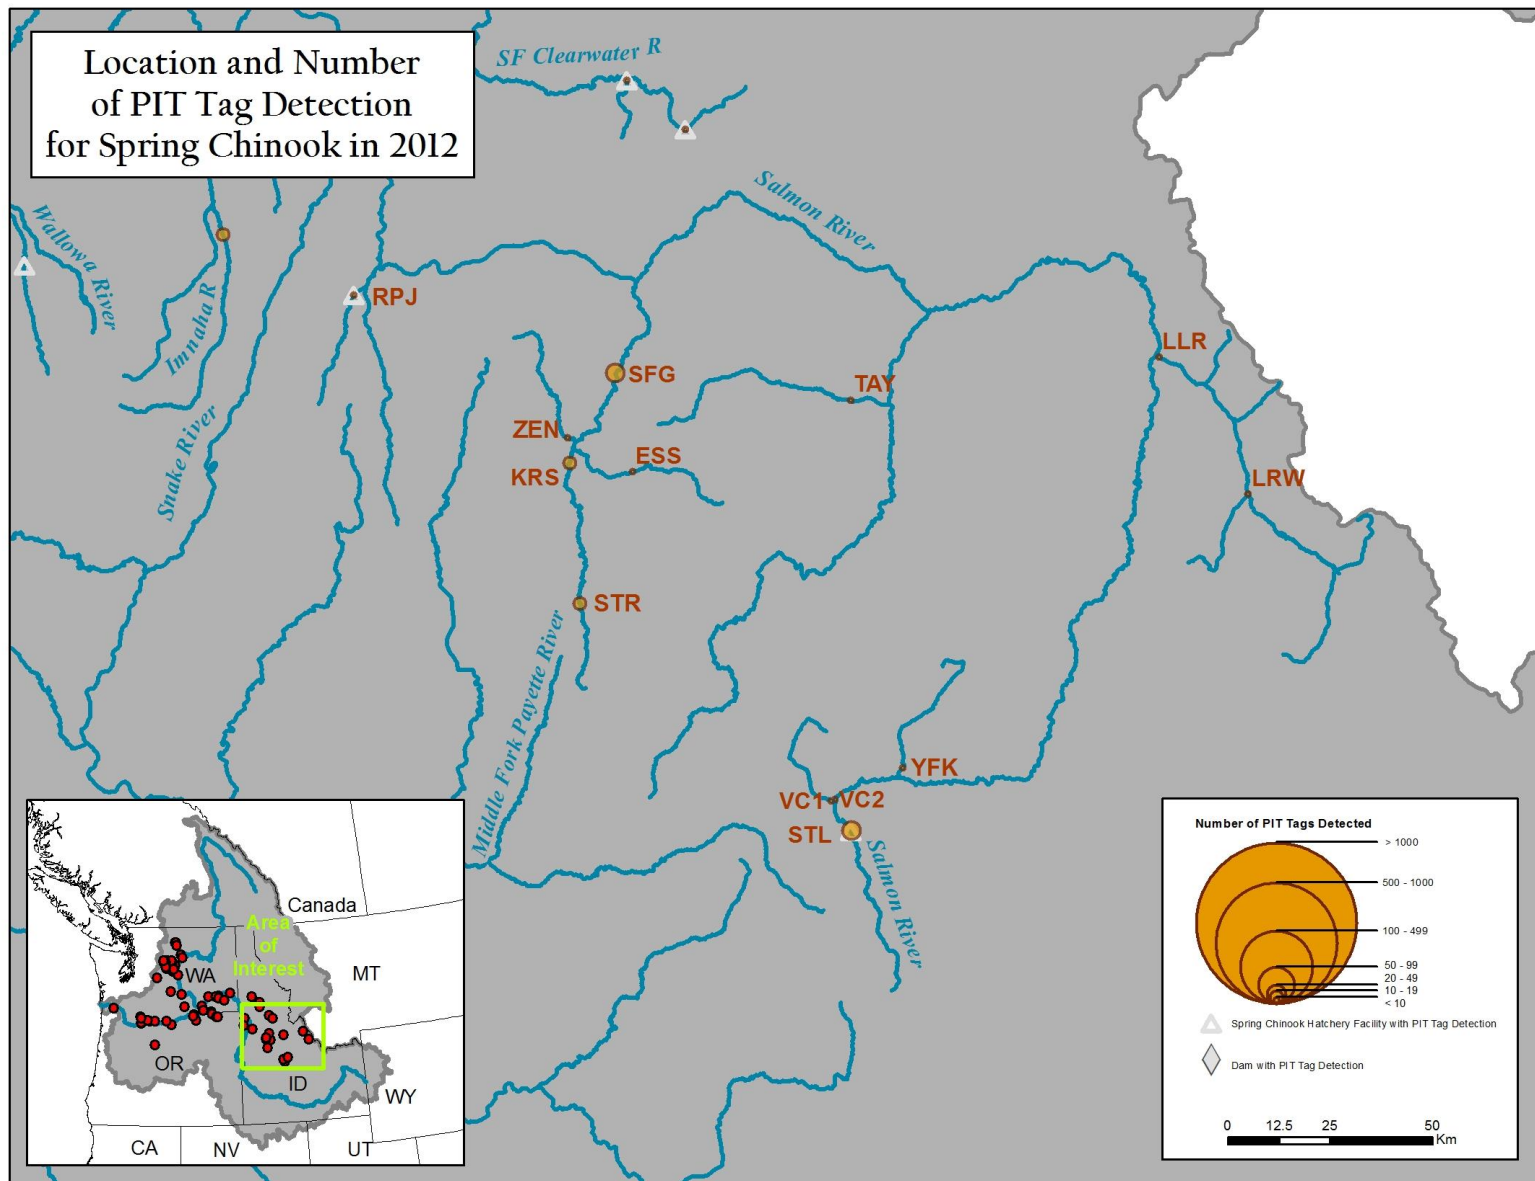 Location and Number
of PIT Tag Detection
for Spring Chinook in 2012
SF Clearwater R
Salmon River
Wallowa River
Imnaha R
RPJ
Snake River
SFG
TAY
LLR
ZEN
ESS
KRS
LRW
STR
Middle Fork Payette River
YFK
VC1
VC2
STL
Salmon River
Canada
Area
of
Interest
WA
MT
OR
ID
WY
CA
NV
UT
Number of PIT Tags Detected
> 1000
500 - 1000
100 - 499
50 - 99
20 - 49
10 - 19
< 10
Spring Chinook Hatchery Facility with PIT Tag Detection
Dam with PIT Tag Detection
0 12.5 25 50
Km